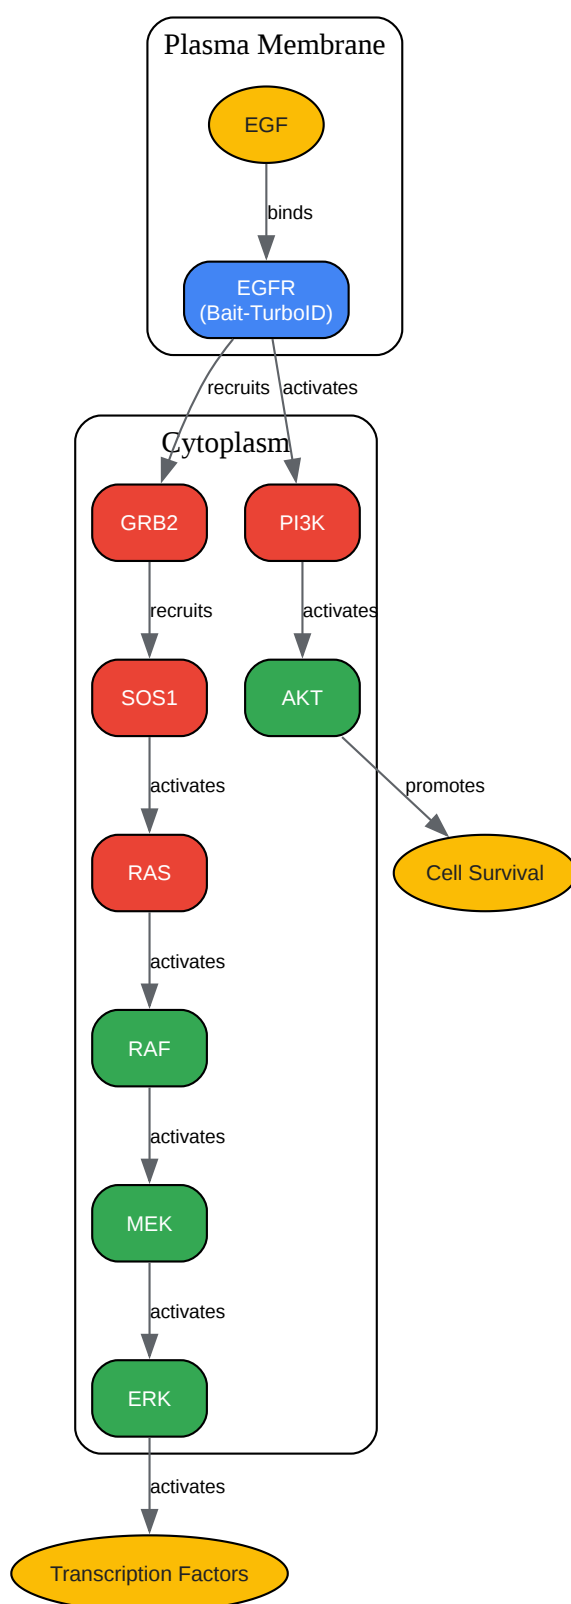 Plasma Membrane
EGF
binds
EGFR
(Bait-TurboID)
recruits
activates
Cytoplasm
GRB2
PI3K
recruits
activates
SOS1
AKT
activates
promotes
RAS
Cell Survival
activates
RAF
activates
MEK
activates
ERK
activates
Transcription Factors